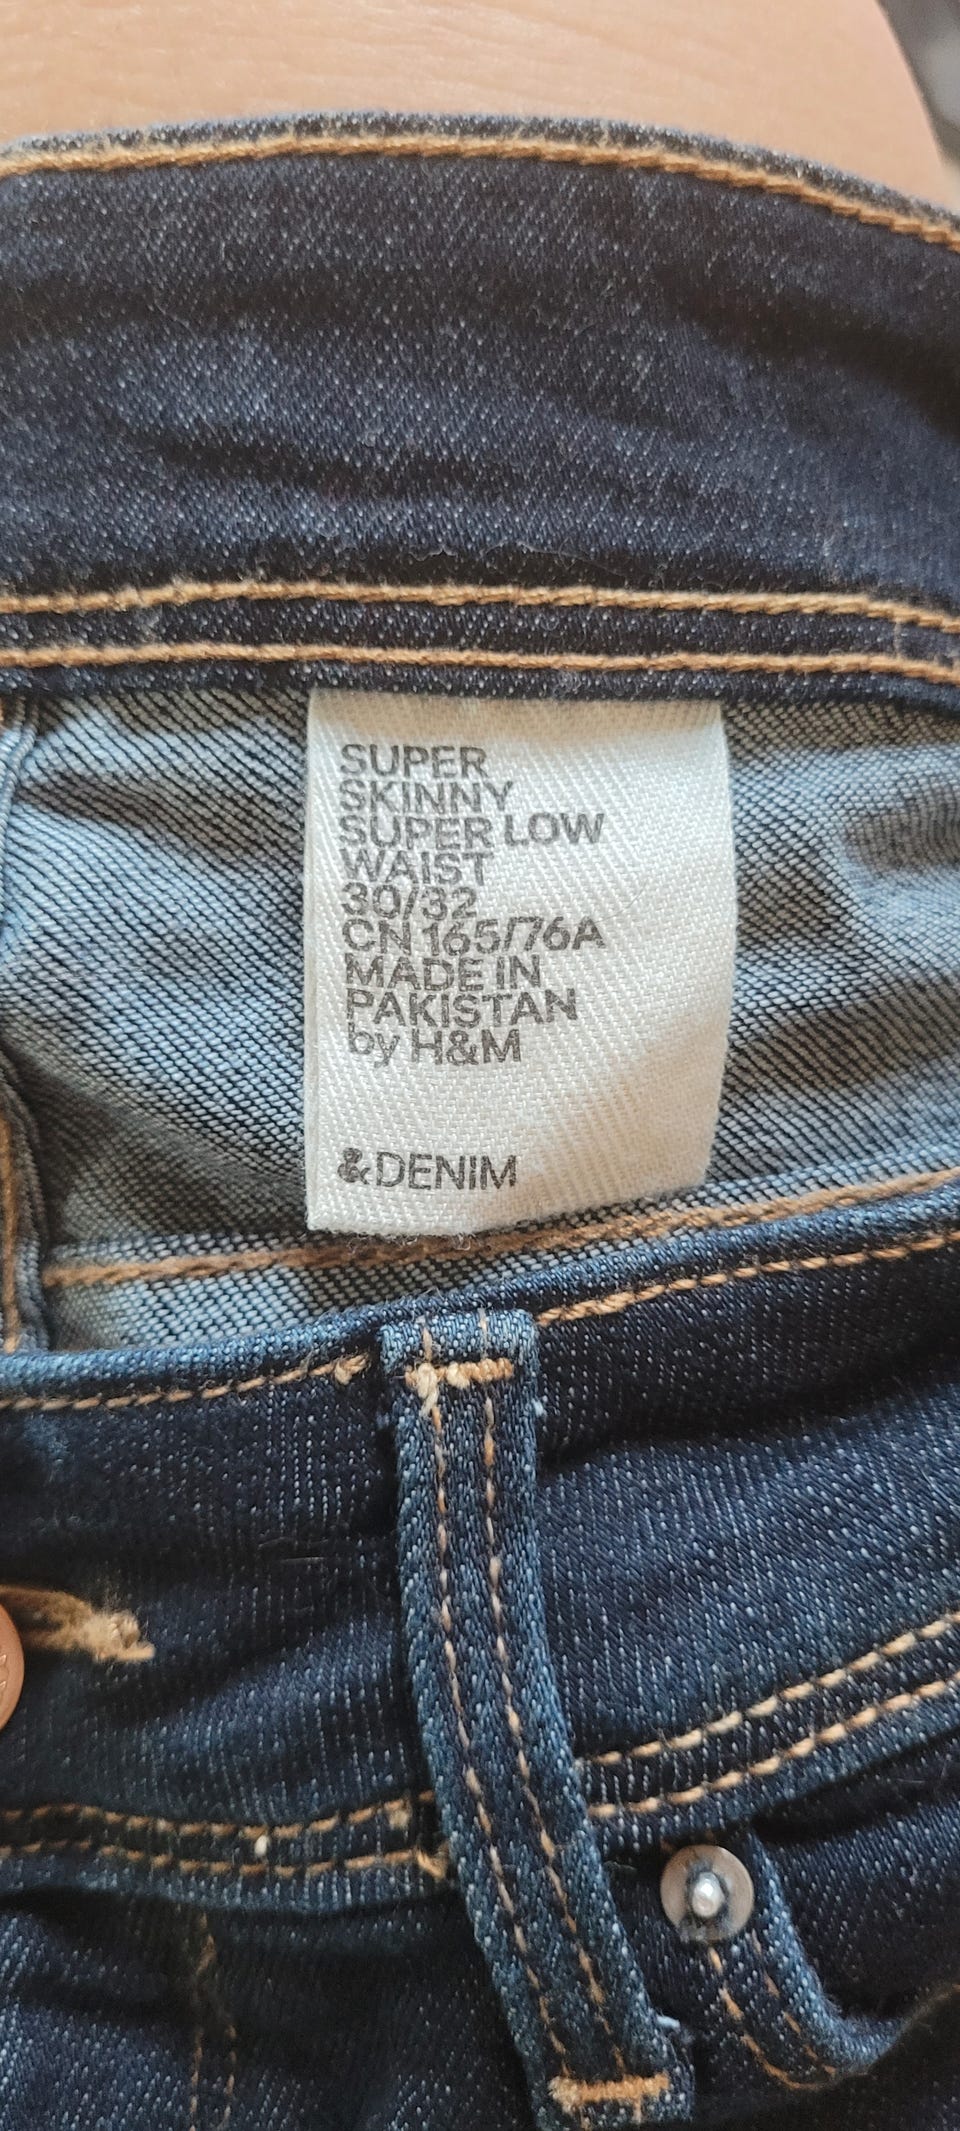 SUPER
SKINNY
SUPER LOW
WAIST
30/32
CN 165/76A
MADE IN
PAKISTAN
by H&M
&DENIM